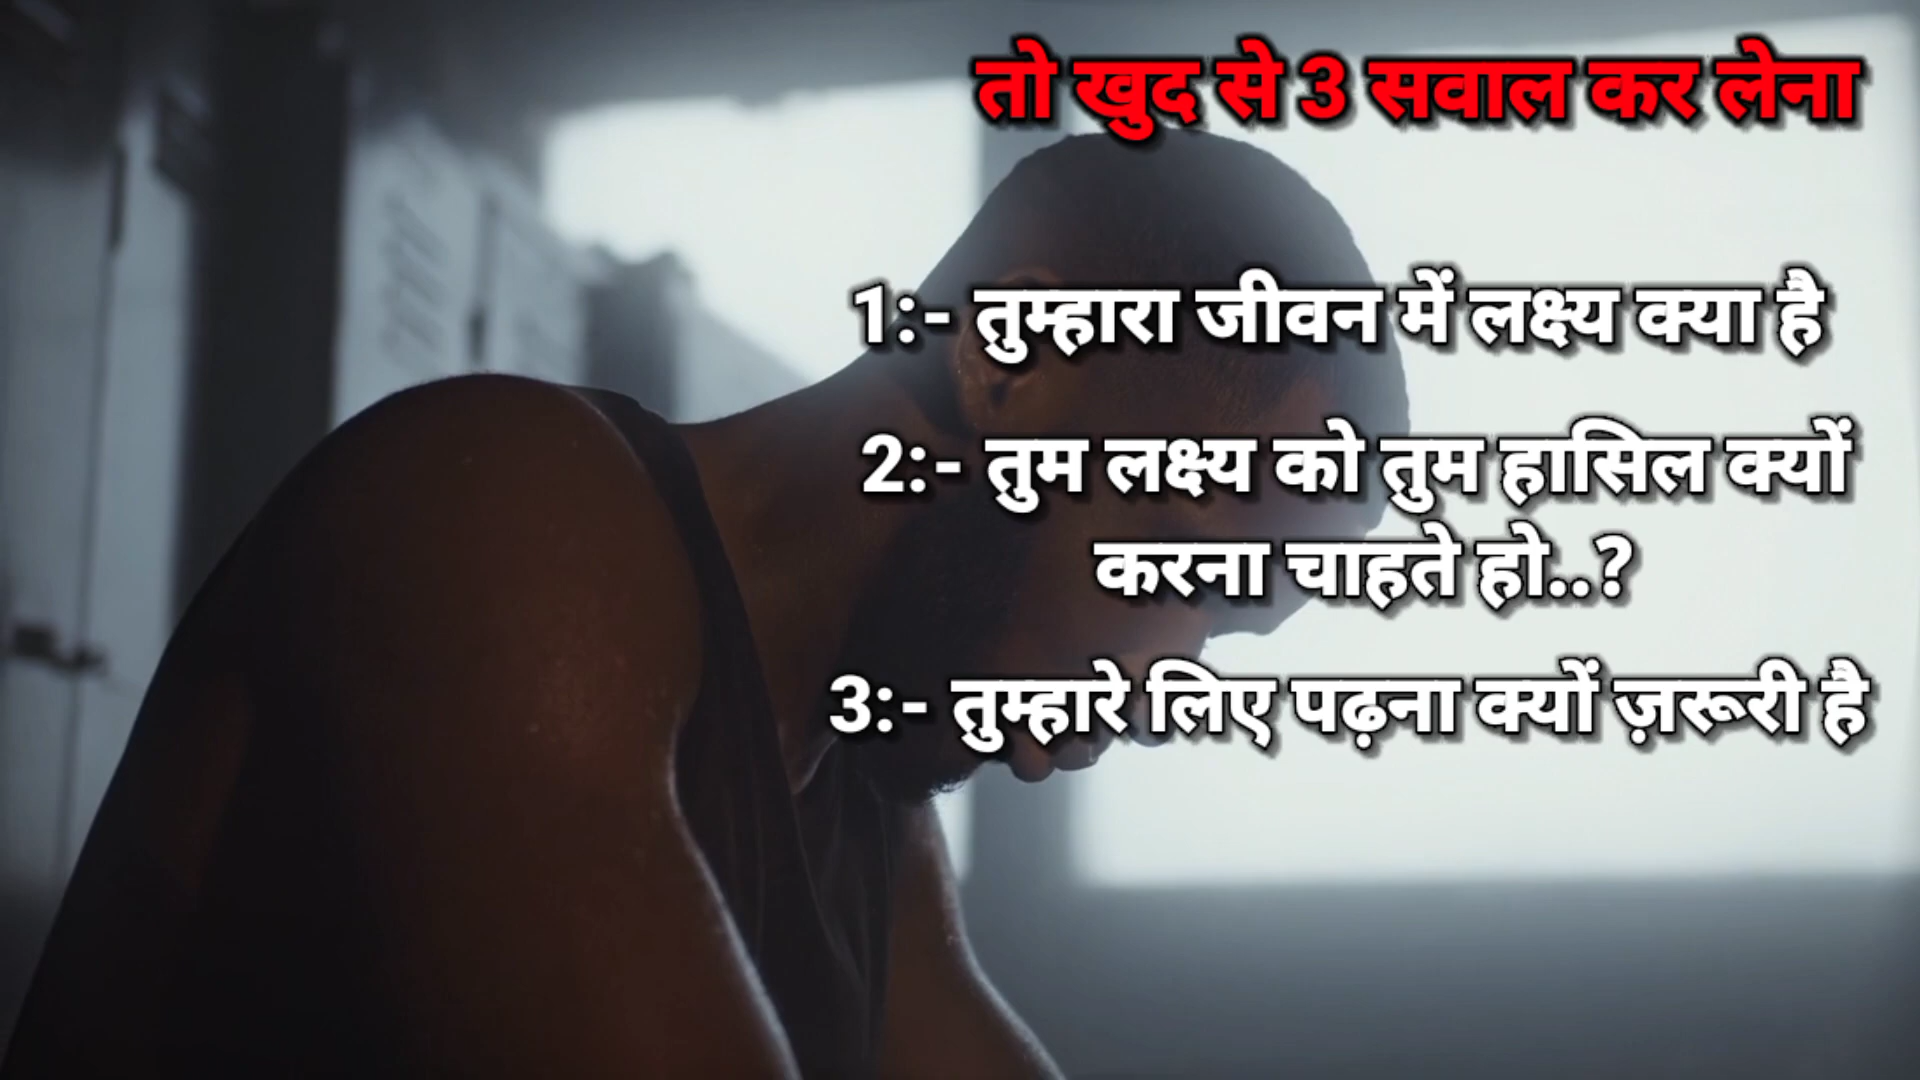 तो खुद से 3 सवाल कर लेना
1:- तुम्हारा जीवन में लक्ष्य क्या है
2:- तुम लक्ष्य को तुम हासिल क्यों
करना चाहते हो..?
3:- तुम्हारे लिए पढ़ना क्यों ज़रूरी है